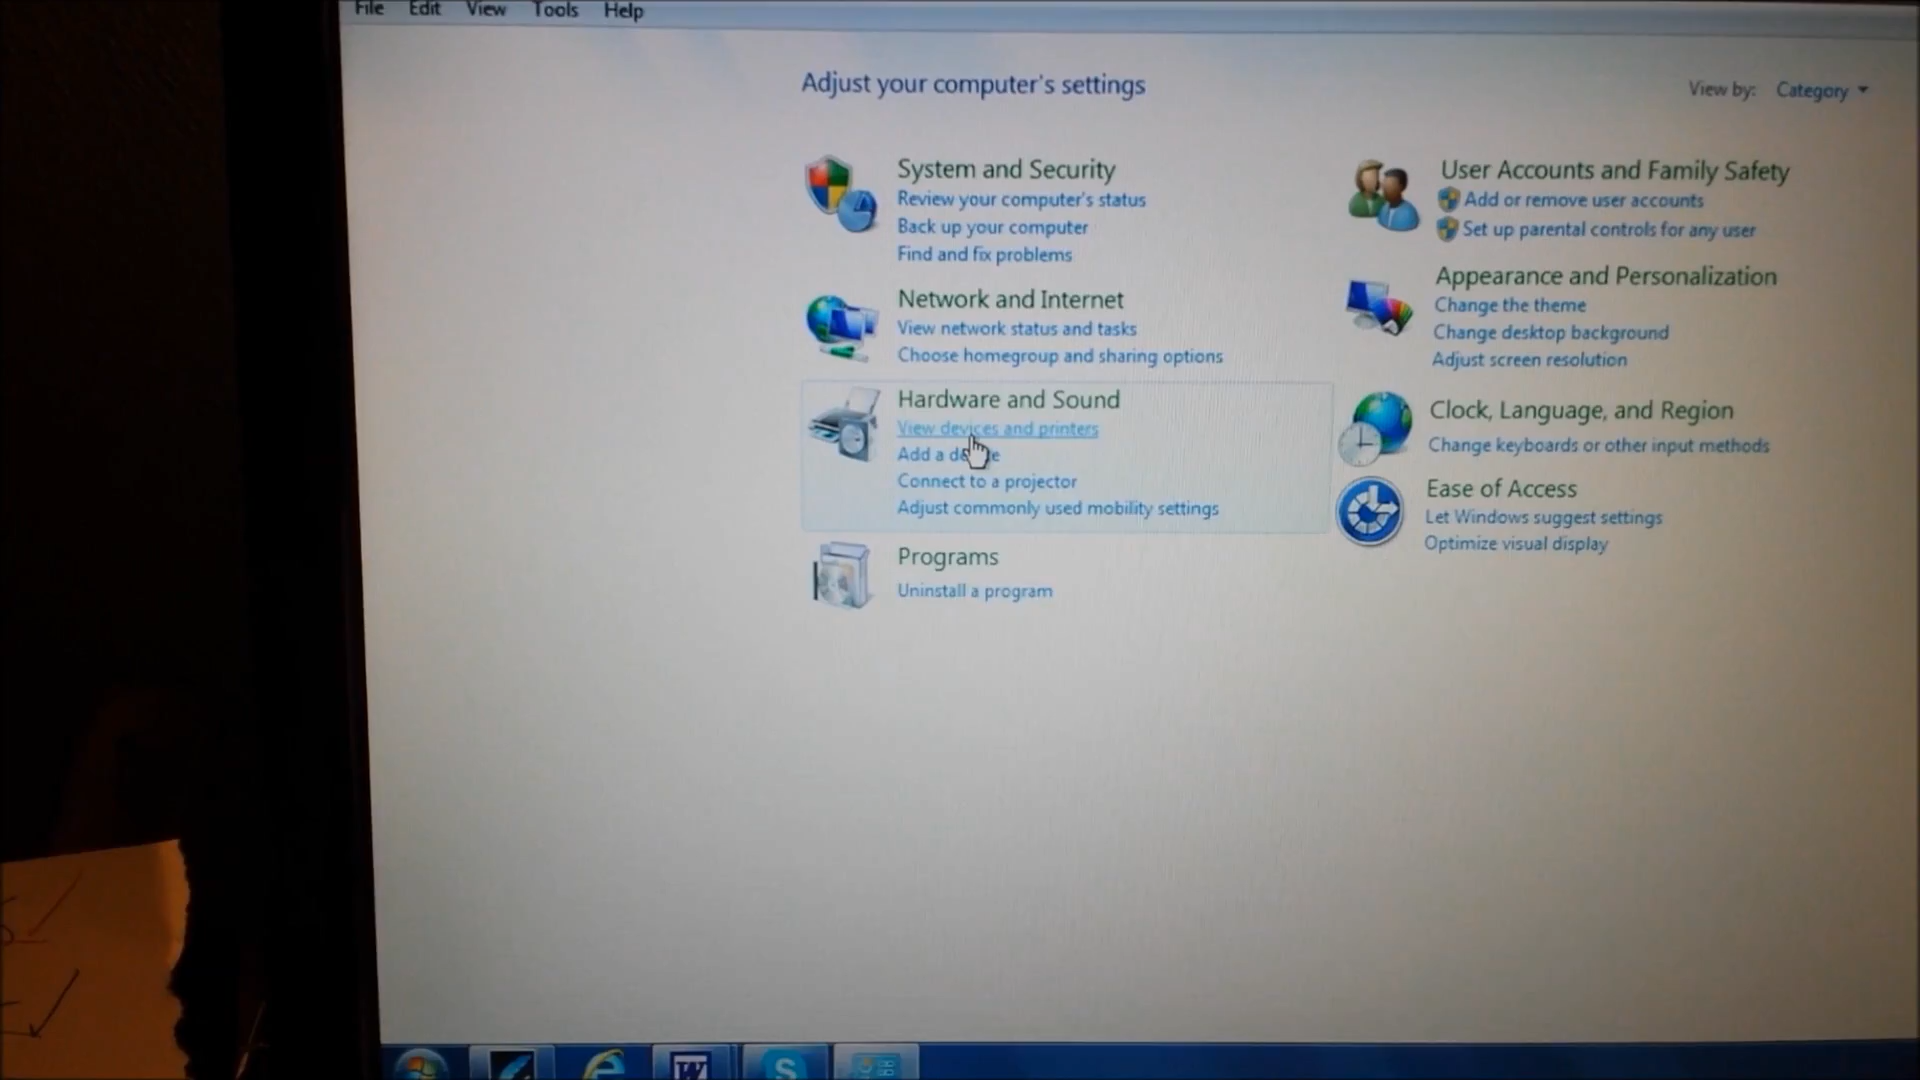 File Edit View Tools Help
Adjust your computer's settings
View by: Category
System and Security
Review your computer's status
Back up your computer
Find and fix problems
Network and Internet
View network status and tasks
Choose homegroup and sharing options
Hardware and Sound
View devices and printers
Add a
Connect to a projector
Adjust commonly used mobility settings
Programs
Uninstall a program
User Accounts and Family Safety
Add or remove user accounts
Set up parental controls for any user
Appearance and Personalization
Change the theme
Change desktop background
Adjust screen resolution
Clock, Language, and Region
Change keyboards or other input methods
Ease of Access
Let Windows suggest settings
Optimize visual display
W S